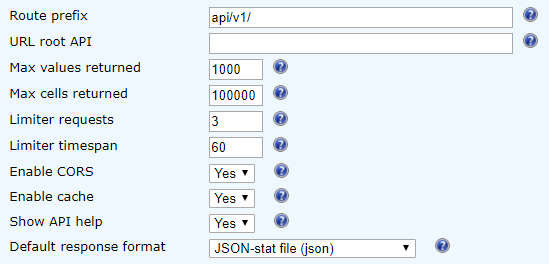 Route prefix api/v1/ ?
URL root API ?
Max values returned 1000 ?
Max cells returned 100000 ?
Limiter requests 3 ?
Limiter timespan 60 ?
Enable CORS Yes ?
Enable cache Yes ?
Show API help Yes ?
Default response format JSON-stat file (json) ?